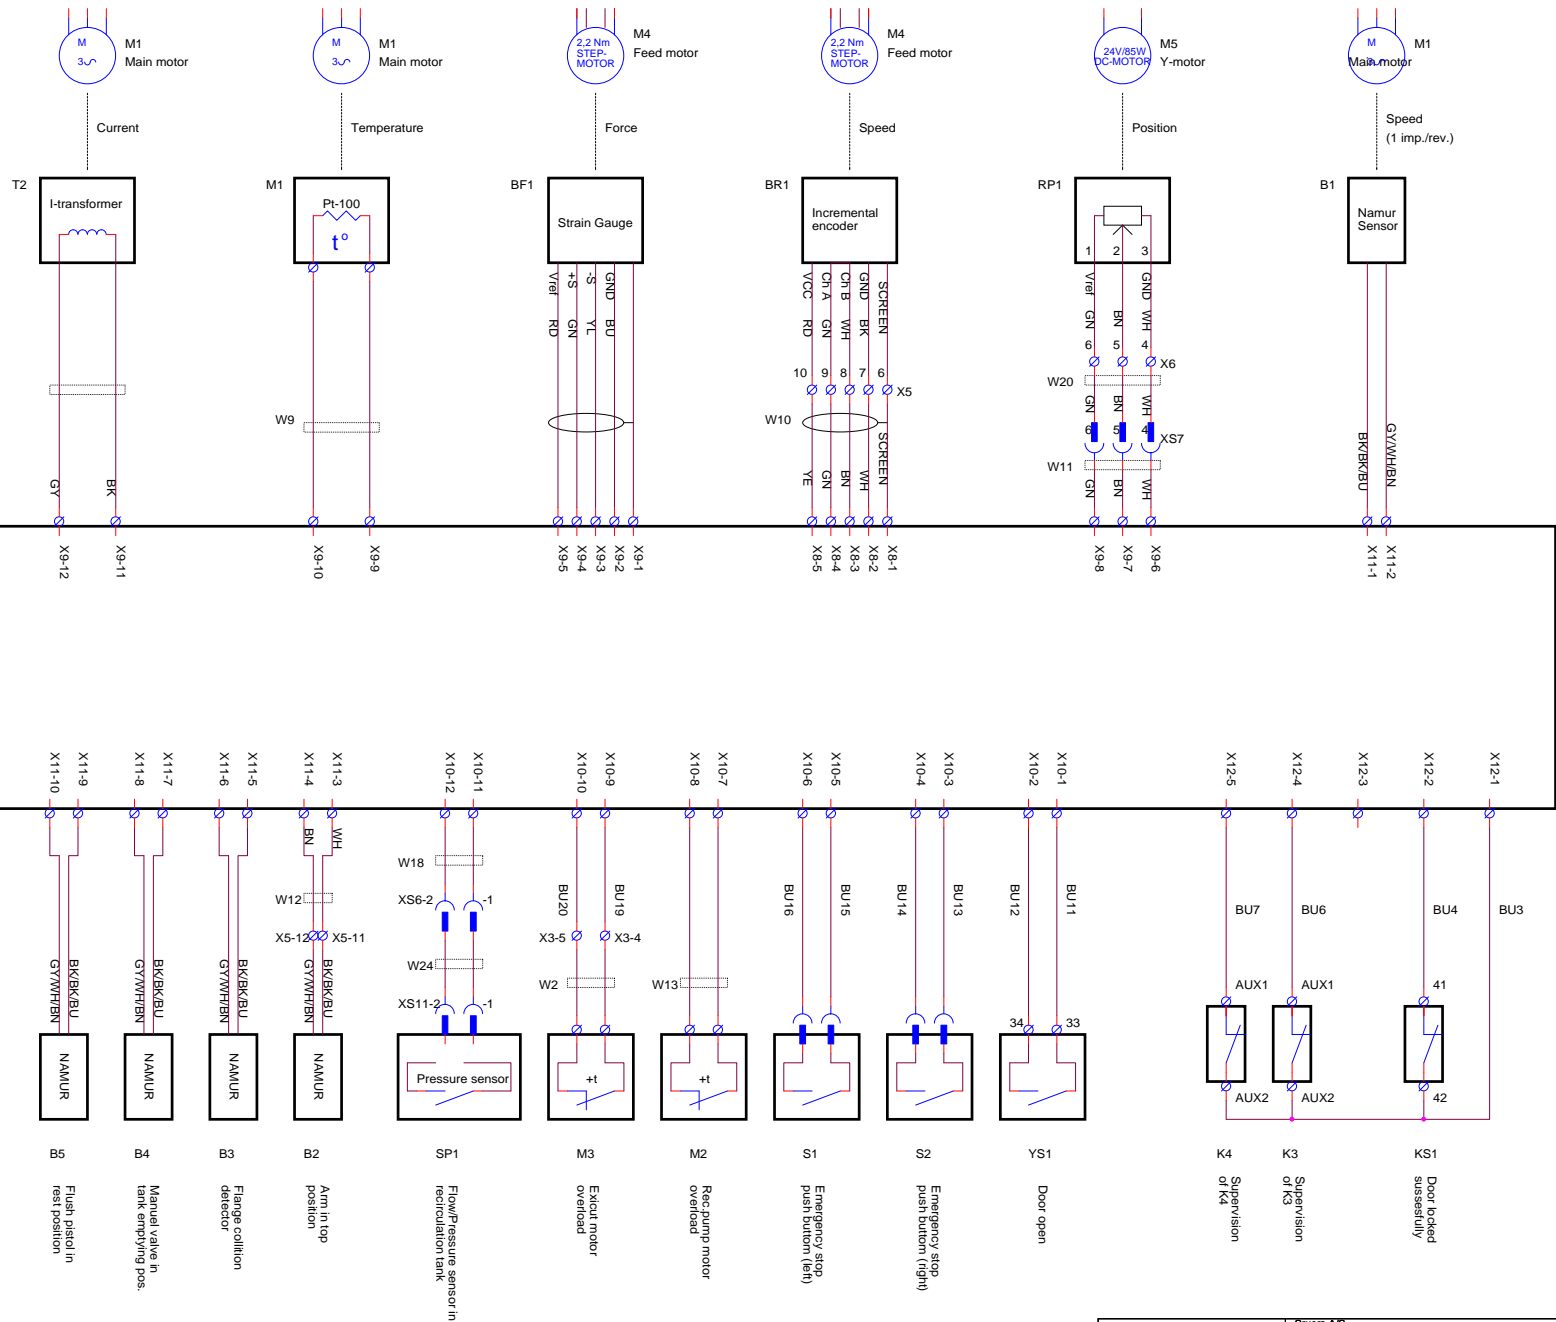 M
3
M1
Main motor
M
3
M1
Main motor
2,2 Nm
STEP-
MOTOR
M4
Feed motor
2,2 Nm
STEP-
MOTOR
M4
Feed motor
24V/85W
DC-MOTOR
M5
Y-motor
M
3
M1
Main motor
Current
Temperature
Force
Speed
Position
Speed
(1 imp./rev.)
T2
I-transformer
M1
Pt-100
t°
BF1
Strain Gauge
BR1
Incremental
encoder
RP1
1
2
3
B1
Namur
Sensor
Vref
+S
-S
GND
RD
GN
YL
BU
VCC
Ch A
Ch B
GND
SCREEN
RD
GN
WH
BK
10
9
8
7
6
X5
Vref
GND
GN
BN
WH
6
5
4
X6
W20
GN
BN
WH
6
5
4
XS7
W11
GN
BN
WH
W9
W10
YE
GN
BN
WH
SCREEN
GY
BK
BK/BK/BU
GY/WH/BN
X9-12
X9-11
X9-10
X9-9
X9-5
X9-4
X9-3
X9-2
X9-1
X8-5
X8-4
X8-3
X8-2
X8-1
X9-8
X9-7
X9-6
X11-1
X11-2
X11-10
X11-9
X11-8
X11-7
X11-6
X11-5
X11-4
X11-3
X10-12
X10-11
X10-10
X10-9
X10-8
X10-7
X10-6
X10-5
X10-4
X10-3
X10-2
X10-1
X12-5
X12-4
X12-3
X12-2
X12-1
BN
WH
W12
X5-12
X5-11
W18
XS6-2
-1
W24
XS11-2
-1
BU20
BU19
X3-5
X3-4
W2
W13
BU16
BU15
BU14
BU13
BU12
BU11
34
33
BU7
BU6
BU4
BU3
AUX1
AUX1
41
AUX2
AUX2
42
GY/WH/BN
BK/BK/BU
GY/WH/BN
BK/BK/BU
GY/WH/BN
BK/BK/BU
GY/WH/BN
BK/BK/BU
NAMUR
NAMUR
NAMUR
NAMUR
Pressure sensor
+t
+t
B5
B4
B3
B2
SP1
M3
M2
S1
S2
YS1
K4
K3
KS1
Flush pistol in
rest position
Manuel valve in
tank emptying pos.
Flange collition
detector
Arm in top
position
Flow/Pressure sensor in
recirculation tank
Exicut motor
overload
Rec.pump motor
overload
Emergency stop
push buttom (left)
Emergency stop
push buttom (right)
Door open
Supervision
of K4
Supervision
of K3
Door locked
sussesfully